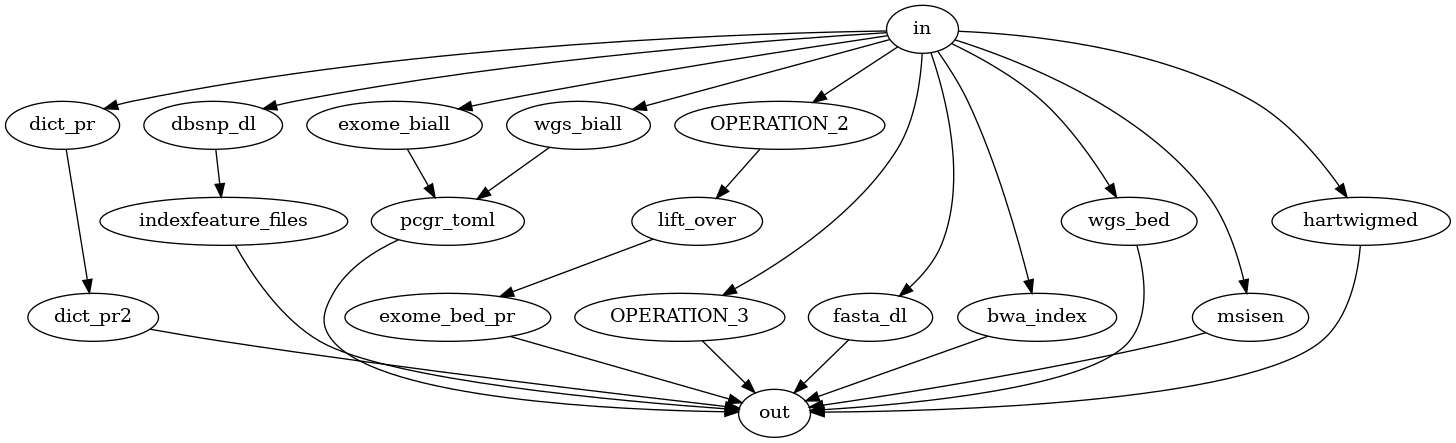 in
dict_pr
dbsnp_dl
exome_biall
wgs_biall
OPERATION_2
indexfeature_files
pcgr_toml
lift_over
wgs_bed
hartwigmed
dict_pr2
exome_bed_pr
OPERATION_3
fasta_dl
bwa_index
msisen
out